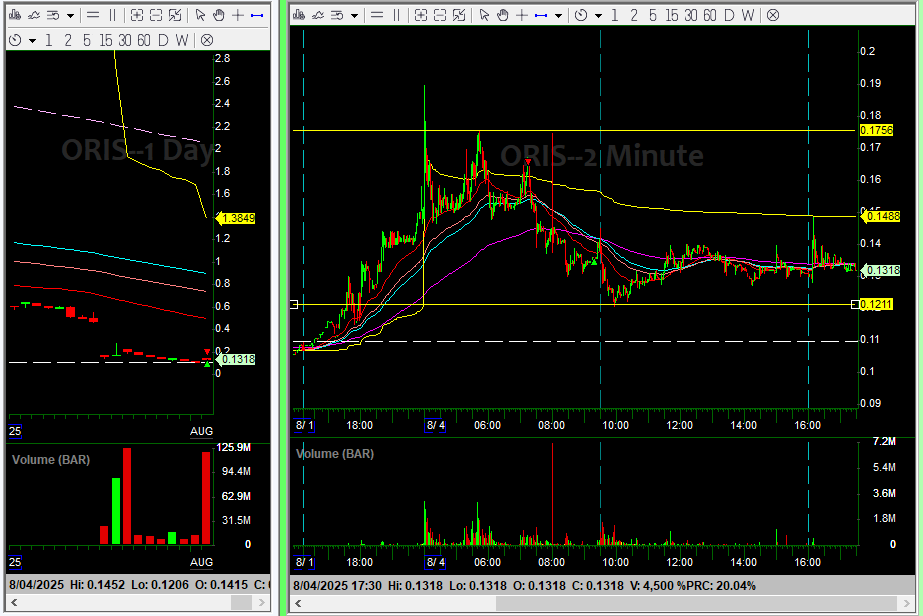 1 2 5 15 30 60 D W
1 2 5 15 30 60 D W
ORIS--1 Day
2.8
2.6
2.4
2.2
2
1.8
1.6
1.3849
1.2
1
0.8
0.6
0.4
0.2
0.1318
0
25 AUG
Volume (BAR)
125.9M
94.4M
62.9M
31.5M
0
25 AUG
8/04/2025 Hi: 0.1452 Lo: 0.1206 O: 0.1415 C:
ORIS--2 Minute
0.2
0.19
0.18
0.1756
0.17
0.16
0.1488
0.14
0.1318
0.1211
0.11
0.1
0.09
8/ 1 18:00 8/ 4 06:00 08:00 10:00 12:00 14:00 16:00
Volume (BAR)
7.2M
5.4M
3.6M
1.8M
0
8/ 1 18:00 8/ 4 06:00 08:00 10:00 12:00 14:00 16:00
8/04/2025 17:30 Hi: 0.1318 Lo: 0.1318 O: 0.1318 C: 0.1318 V: 4,500 %PRC: 20.04%